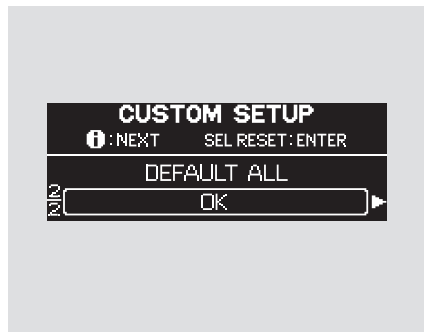 CUSTOM SETUP
i:NEXT SEL RESET:ENTER
DEFAULT ALL
2/2 OK